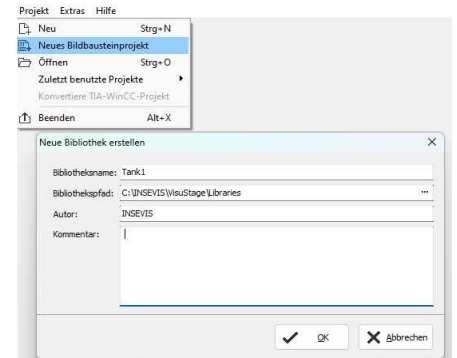 Projekt Extras Hilfe
Neu Strg+N
Neues Bildbausteinprojekt
Öffnen Strg+O
Zuletzt benutzte Projekte
Konvertiere TIA-WinCC-Projekt
Beenden Alt+X
Neue Bibliothek erstellen
Bibliotheksname: Tank1
Bibliothekspfad: C:\INSEVIS\VisuStage\Libraries ...
Autor: INSEVIS
Kommentar:
OK Abbrechen